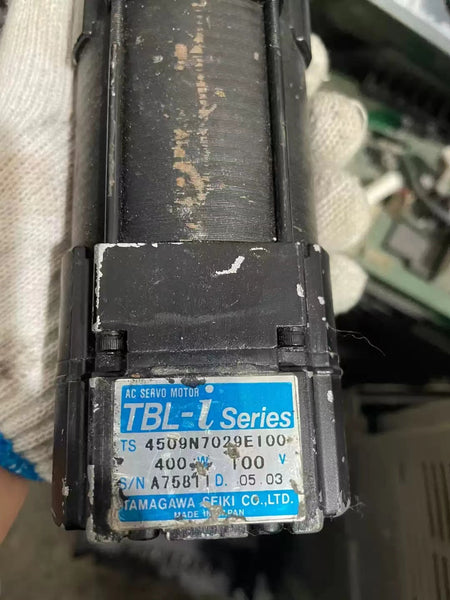 AC SERVO MOTOR
TBL-i Series
TS 4509N7029E100
400 W 100 V
S/N A75811 D. 05.03
TAMAGAWA SEIKI CO., LTD.
MADE IN JAPAN